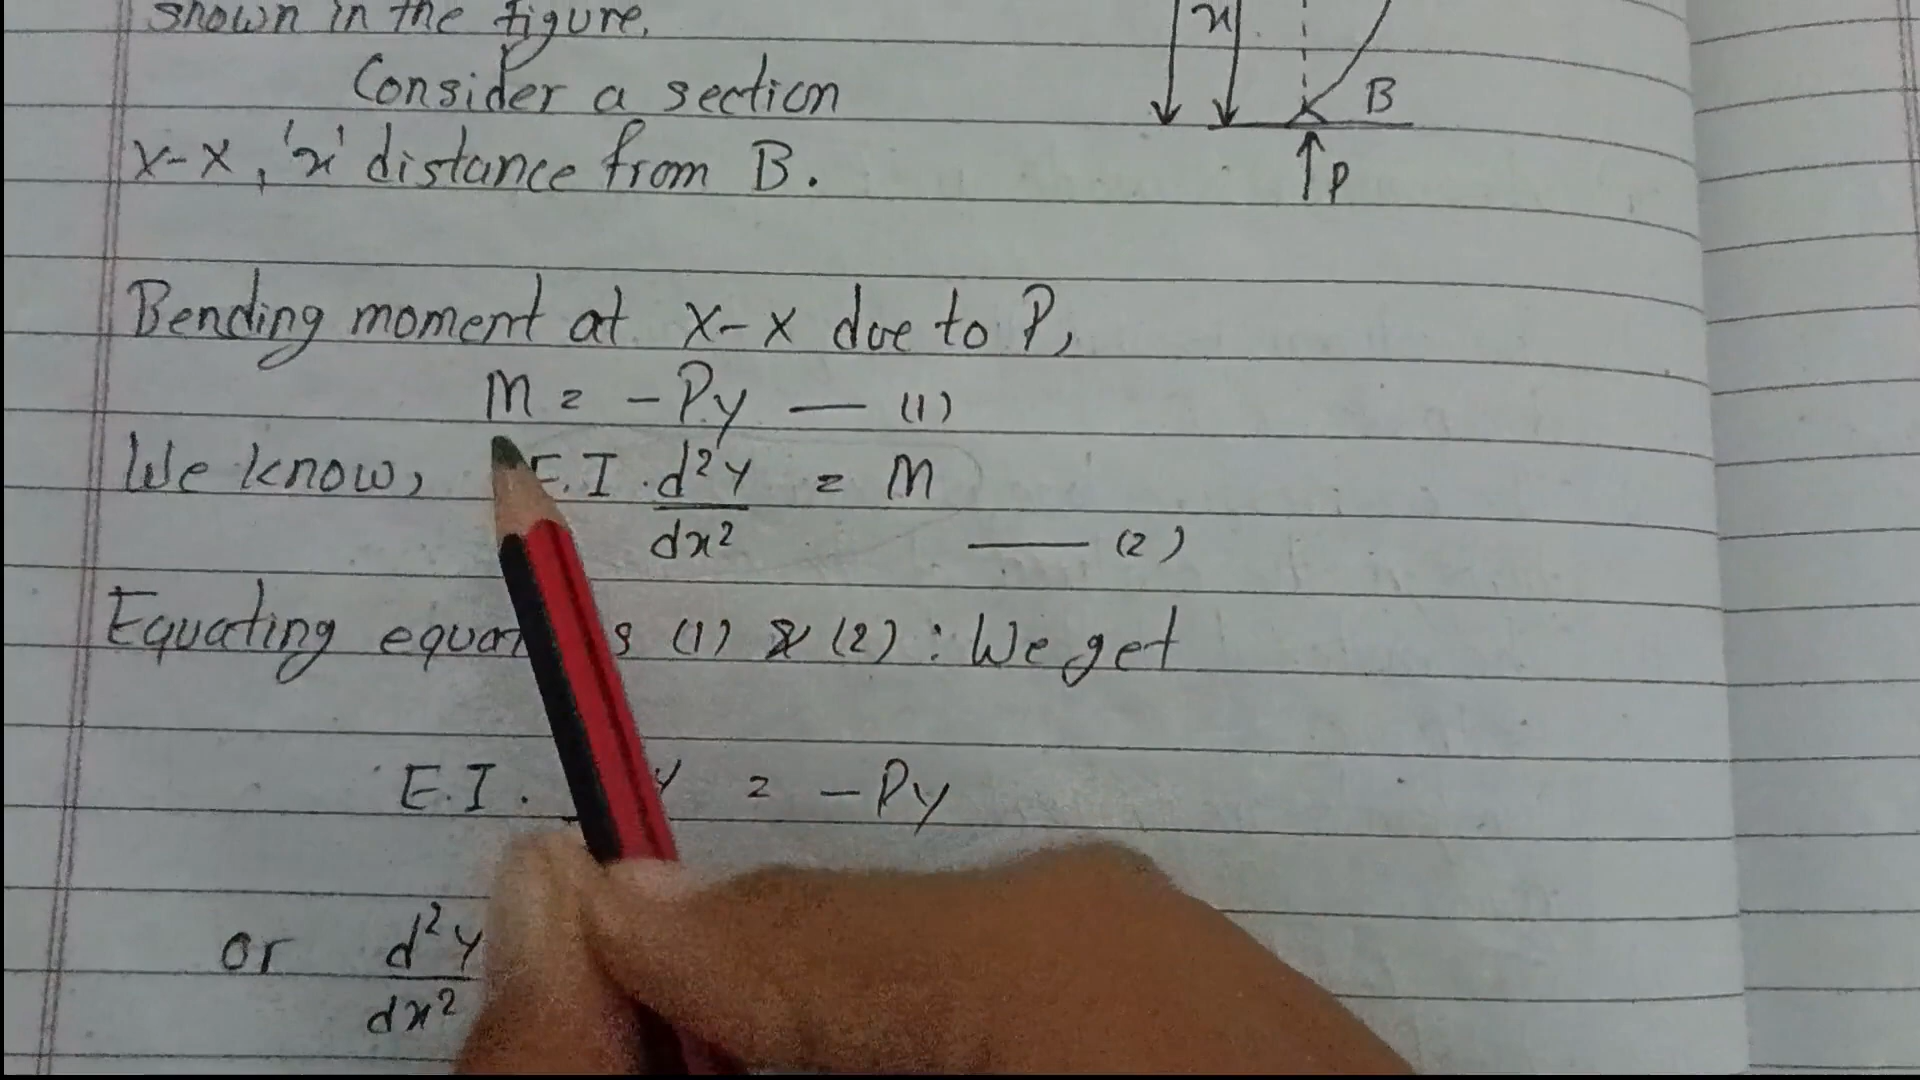 shown in the figure.
x
B
P
Consider a section
X-X, 'x' distance from B.
Bending moment at X-X due to P,
M = -Py — (1)
We know, E.I. d²y/dx² = M — (2)
Equating (1) & (2): We get
E.I. y = -Py
or d²y/dx²